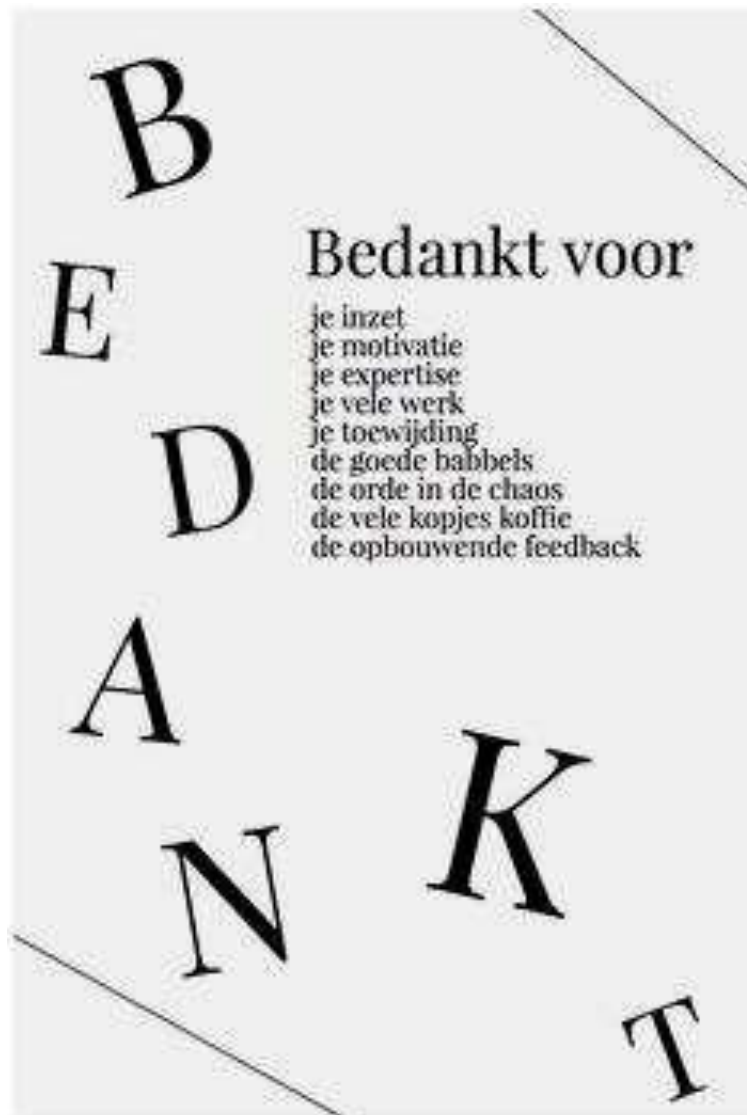 B
E
D
A
N
K
T
Bedankt voor
je inzet
je motivatie
je expertise
je vele werk
je toewijding
de goede babbels
de orde in de chaos
de vele kopjes koffie
de opbouwende feedback